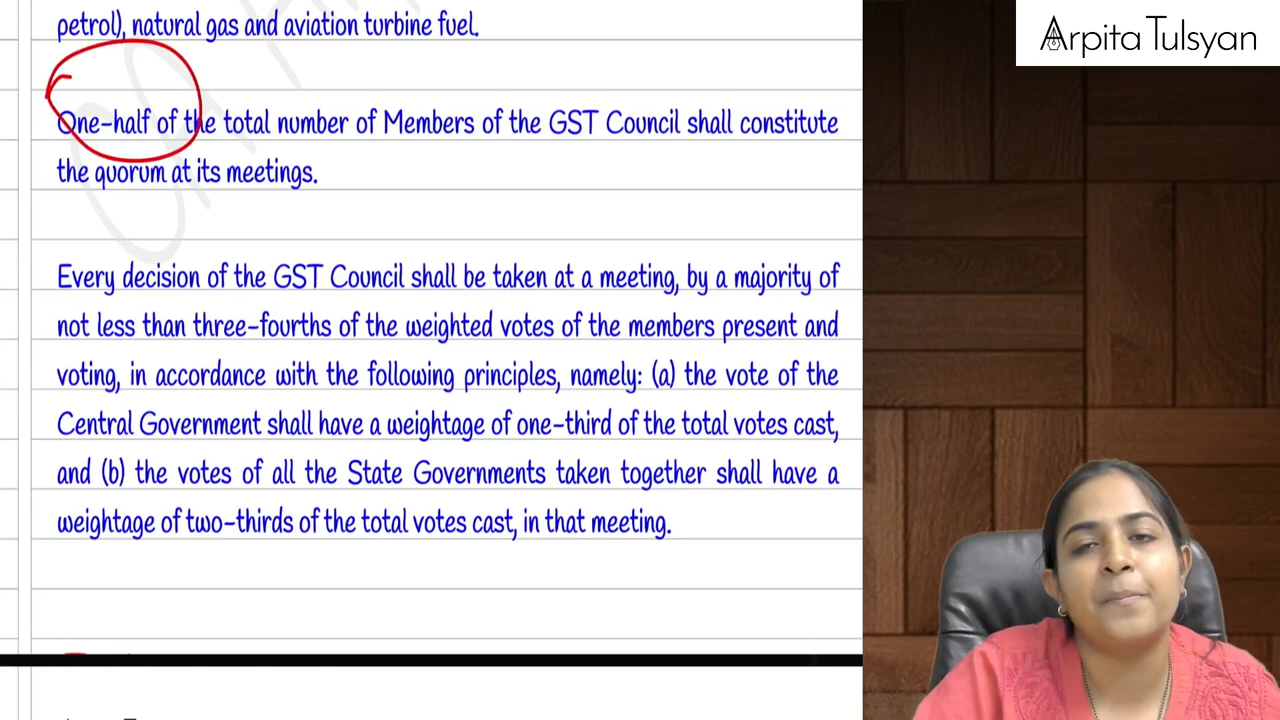 petrol), natural gas and aviation turbine fuel.
Arpita Tulsyan
One-half of the total number of Members of the GST Council shall constitute
the quorum at its meetings.
Every decision of the GST Council shall be taken at a meeting, by a majority of
not less than three-fourths of the weighted votes of the members present and
voting, in accordance with the following principles, namely: (a) the vote of the
Central Government shall have a weightage of one-third of the total votes cast,
and (b) the votes of all the State Governments taken together shall have a
weightage of two-thirds of the total votes cast, in that meeting.